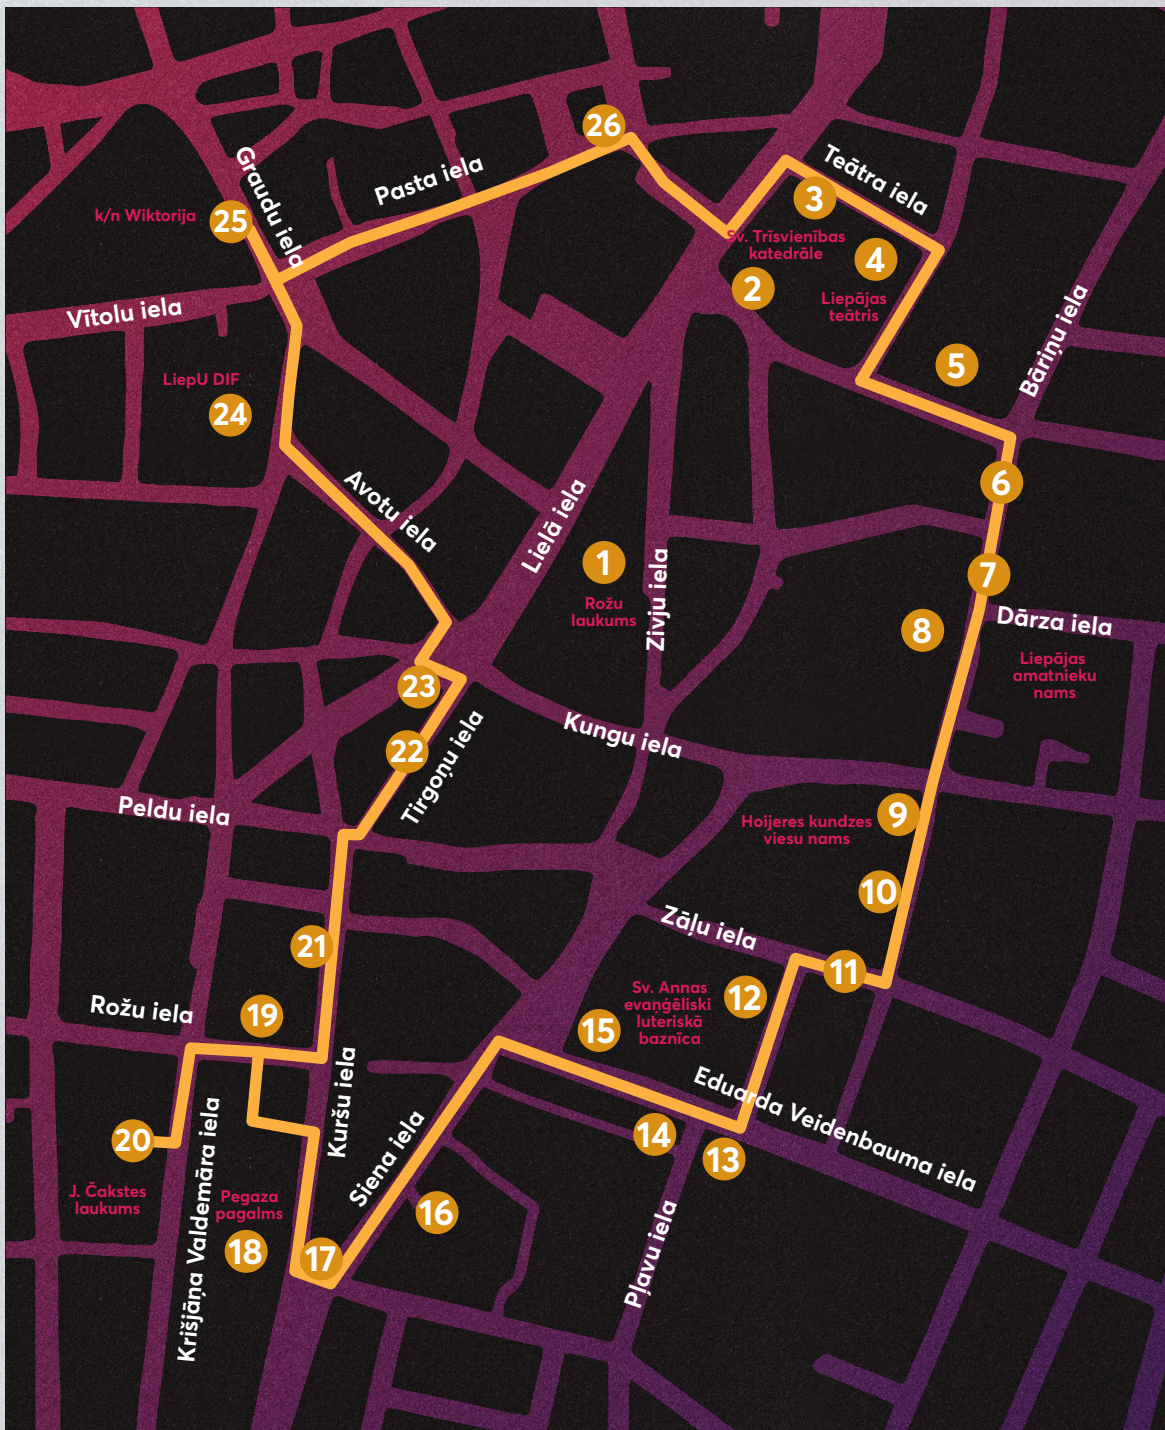 26
Graudu iela
Pasta iela
Teātra iela
3
k/n Wiktorija
25
Sv. Trīsvienības
katedrāle
4
2
Vītolu iela
Liepājas
teātris
Bāriņu iela
5
LiepU DIF
24
Avotu iela
Lielā iela
6
1
Rožu
laukums
Zivju iela
7
8
Dārza iela
Liepājas
amatnieku
nams
23
22
Tirgoņu iela
Kungu iela
Peldu iela
9
Hoijeres kundzes
viesu nams
10
Zāļu iela
21
11
Rožu iela
19
Sv. Annas
evaņģēliski
luteriskā
baznīca
12
15
Kuršu iela
Eduarda Veidenbauma iela
20
Krišjāņa Valdemāra iela
Siena iela
14
13
J. Čakstes
laukums
Pegaza
pagalms
16
18
17
Pļavu iela